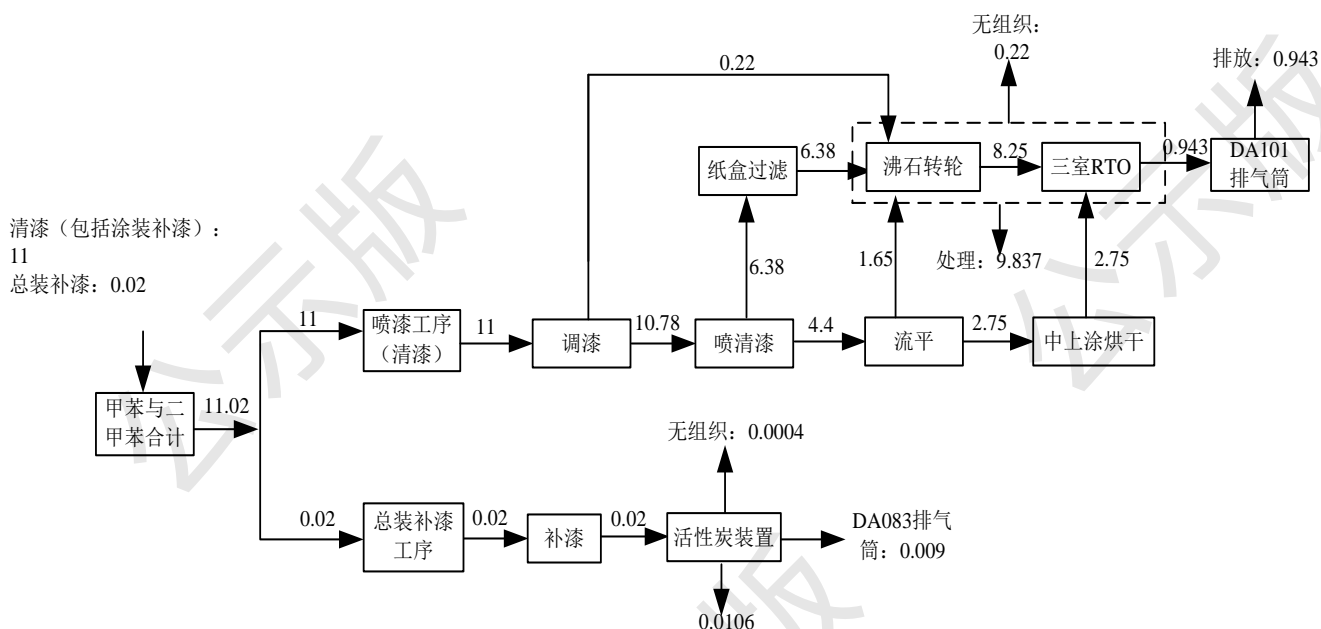 无组织：
0.22
排放：0.943
0.22
纸盒过滤
6.38
沸石转轮
8.25
三室RTO
0.943
DA101
排气筒
清漆（包括涂装补漆）：
11
总装补漆：0.02
6.38
1.65
处理：9.837
2.75
11
喷漆工序
（清漆）
11
调漆
10.78
喷清漆
4.4
流平
2.75
中上涂烘干
甲苯与二
甲苯合计
11.02
无组织：0.0004
0.02
总装补漆
工序
0.02
补漆
0.02
活性炭装置
DA083排气
筒：0.009
0.0106
公示版
公示版
版